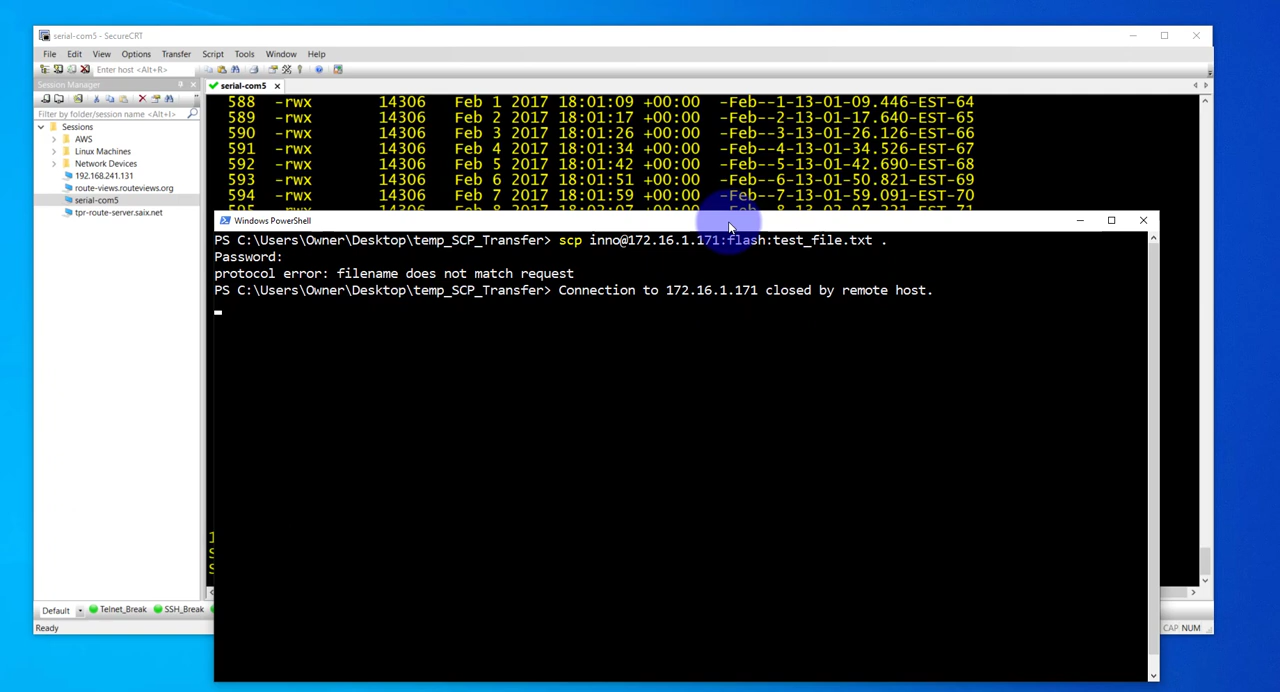 serial-com5 - SecureCRT
File Edit View Options Transfer Script Tools Window Help
Enter host <Alt+R>
Session Manager
serial-com5
Filter by folder/session name <Alt+I>
Sessions
AWS
Linux Machines
Network Devices
192.168.241.131
route-views.routeviews.org
serial-com5
tpr-route-server.saix.net
588 -rwx 14306 Feb 1 2017 18:01:09 +00:00 -Feb--1-13-01-09.446-EST-64
589 -rwx 14306 Feb 2 2017 18:01:17 +00:00 -Feb--2-13-01-17.640-EST-65
590 -rwx 14306 Feb 3 2017 18:01:26 +00:00 -Feb--3-13-01-26.126-EST-66
591 -rwx 14306 Feb 4 2017 18:01:34 +00:00 -Feb--4-13-01-34.526-EST-67
592 -rwx 14306 Feb 5 2017 18:01:42 +00:00 -Feb--5-13-01-42.690-EST-68
593 -rwx 14306 Feb 6 2017 18:01:51 +00:00 -Feb--6-13-01-50.821-EST-69
594 -rwx 14306 Feb 7 2017 18:01:59 +00:00 -Feb--7-13-01-59.091-EST-70
Windows PowerShell
PS C:\Users\Owner\Desktop\temp_SCP_Transfer> scp inno@172.16.1.171:flash:test_file.txt .
Password:
protocol error: filename does not match request
PS C:\Users\Owner\Desktop\temp_SCP_Transfer> Connection to 172.16.1.171 closed by remote host.
Default Telnet_Break SSH_Break
Ready CAP NUM